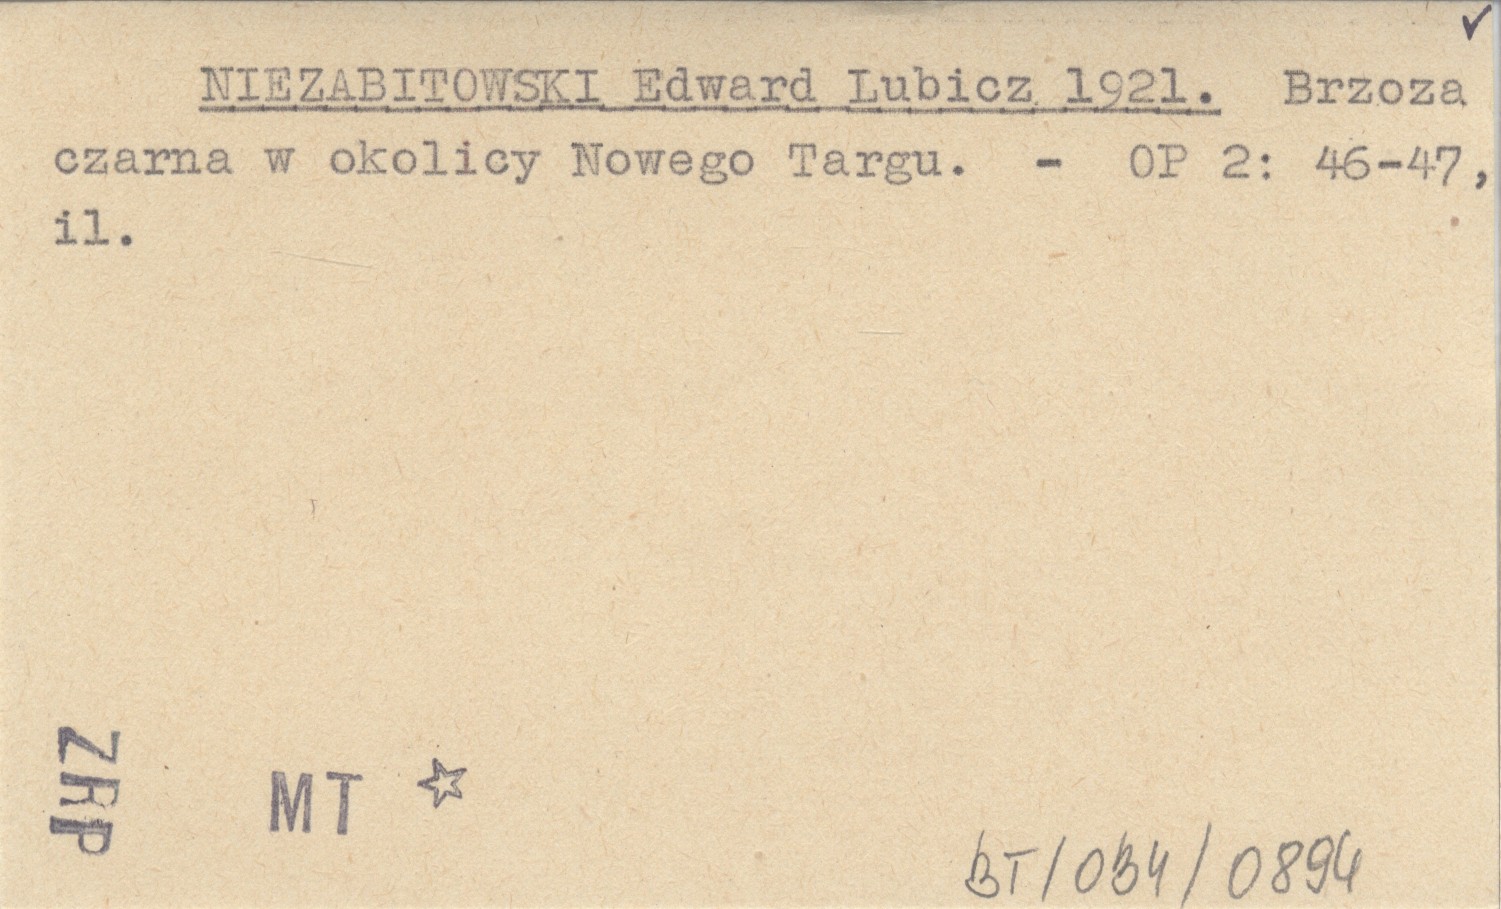 ✓
NIEZABITOWSKI Edward Lubicz 1921. Brzoza
czarna w okolicy Nowego Targu. - OP 2: 46-47,
il.
ZRP
MT ☆
BT/034/0894